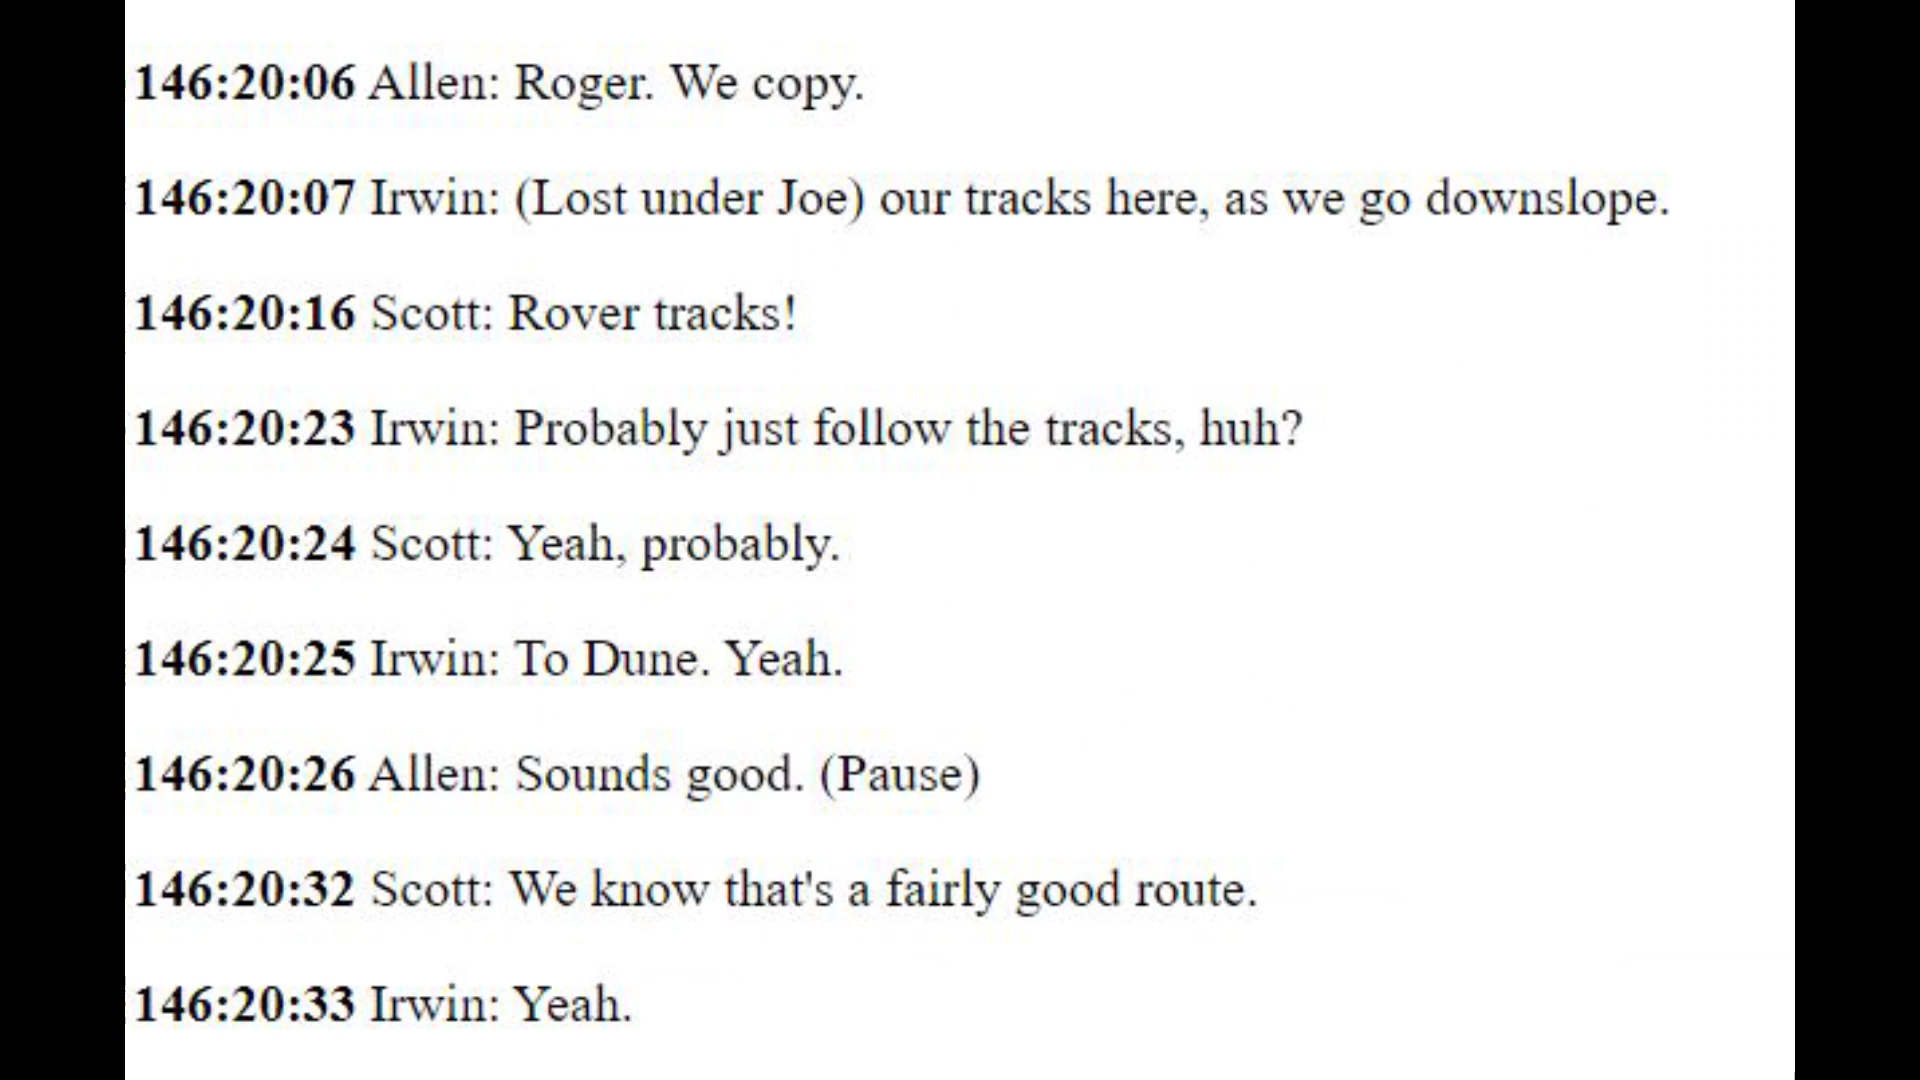 146:20:06 Allen: Roger. We copy.
146:20:07 Irwin: (Lost under Joe) our tracks here, as we go downslope.
146:20:16 Scott: Rover tracks!
146:20:23 Irwin: Probably just follow the tracks, huh?
146:20:24 Scott: Yeah, probably.
146:20:25 Irwin: To Dune. Yeah.
146:20:26 Allen: Sounds good. (Pause)
146:20:32 Scott: We know that's a fairly good route.
146:20:33 Irwin: Yeah.